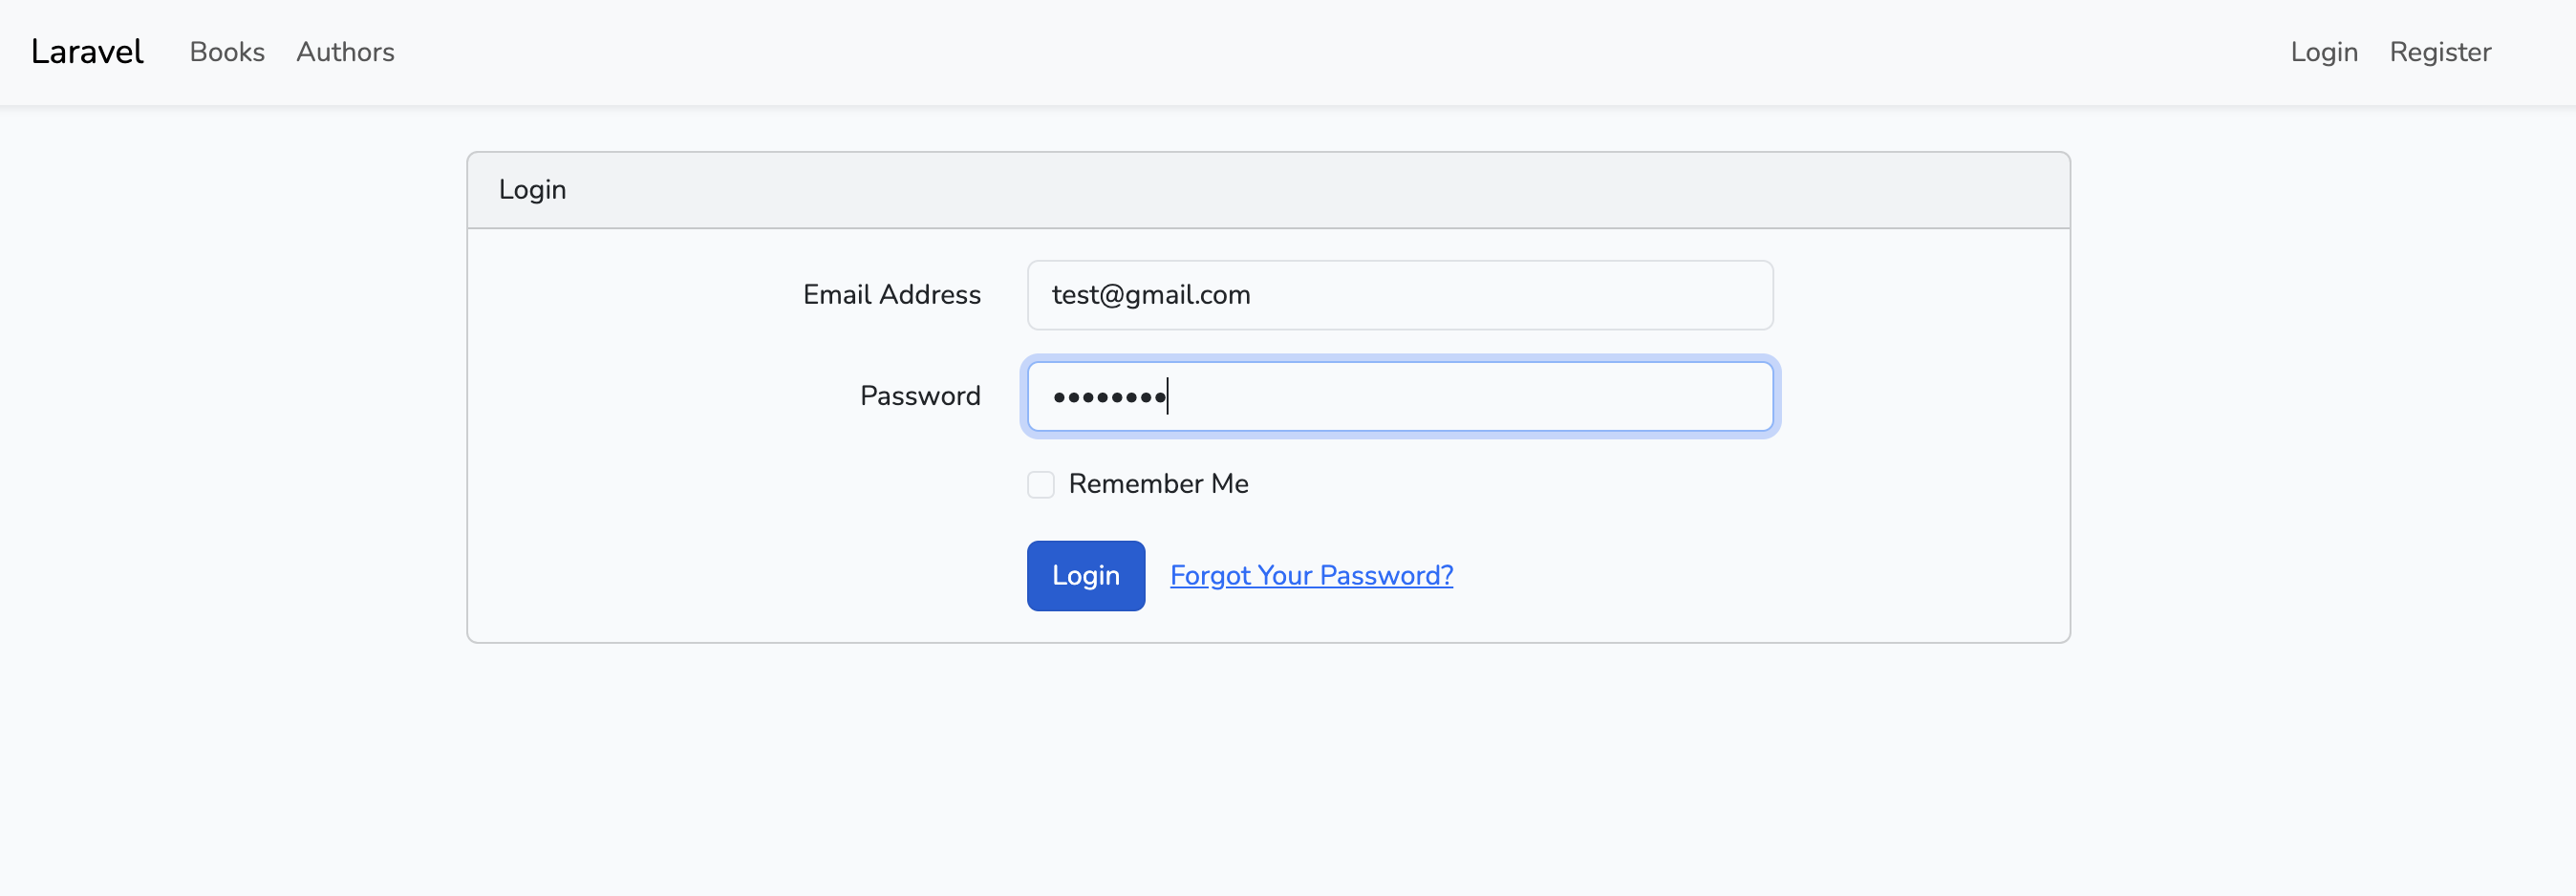 Laravel Books Authors Login Register
Login
Email Address test@gmail.com
Password ••••••••
Remember Me
Login Forgot Your Password?